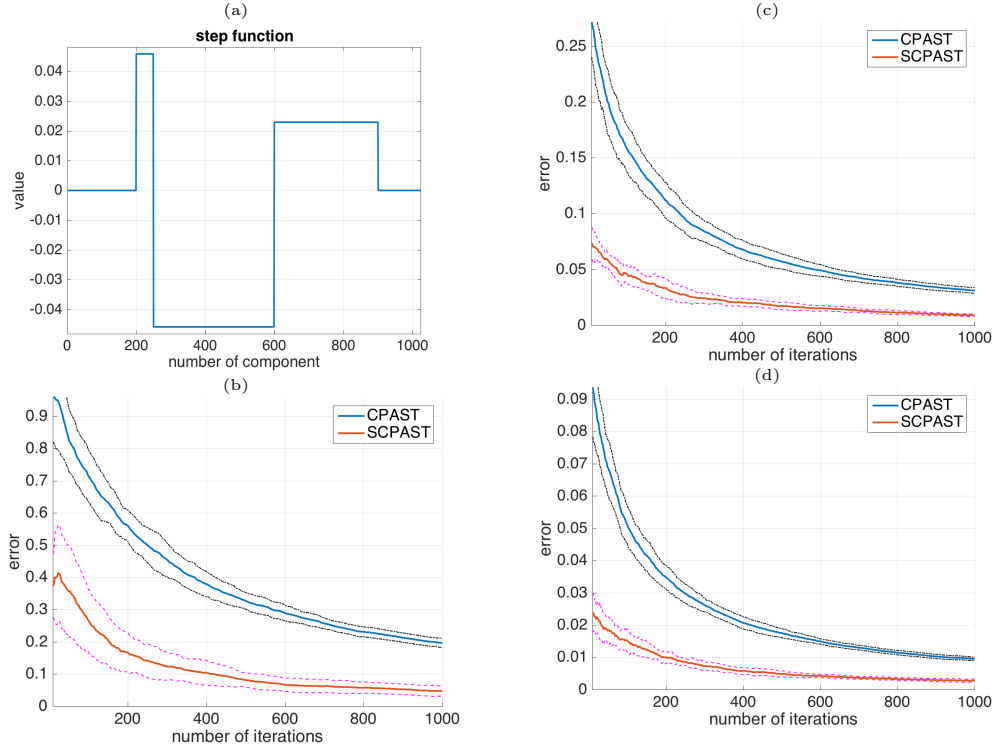 (a)
step function
value
0.04
0.03
0.02
0.01
0
-0.01
-0.02
-0.03
-0.04
0 200 400 600 800 1000
number of component
(b)
CPAST
SCPAST
error
0.9
0.8
0.7
0.6
0.5
0.4
0.3
0.2
0.1
0
200 400 600 800 1000
number of iterations
(c)
CPAST
SCPAST
error
0.25
0.2
0.15
0.1
0.05
0
200 400 600 800 1000
number of iterations
(d)
CPAST
SCPAST
error
0.09
0.08
0.07
0.06
0.05
0.04
0.03
0.02
0.01
0
200 400 600 800 1000
number of iterations